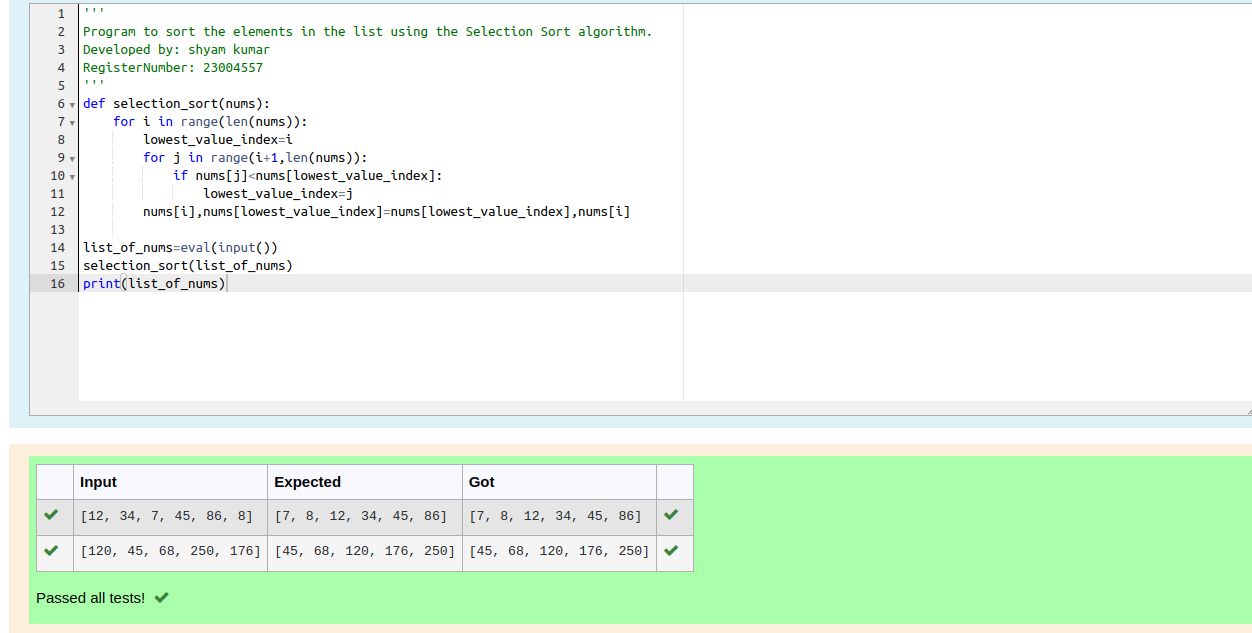 1 '''
2 Program to sort the elements in the list using the Selection Sort algorithm.
3 Developed by: shyam kumar
4 RegisterNumber: 23004557
5 '''
6 def selection_sort(nums):
7     for i in range(len(nums)):
8         lowest_value_index=i
9         for j in range(i+1,len(nums)):
10             if nums[j]<nums[lowest_value_index]:
11                 lowest_value_index=j
12         nums[i],nums[lowest_value_index]=nums[lowest_value_index],nums[i]
13
14 list_of_nums=eval(input())
15 selection_sort(list_of_nums)
16 print(list_of_nums)
Input Expected Got
[12, 34, 7, 45, 86, 8] [7, 8, 12, 34, 45, 86] [7, 8, 12, 34, 45, 86]
[120, 45, 68, 250, 176] [45, 68, 120, 176, 250] [45, 68, 120, 176, 250]
Passed all tests!